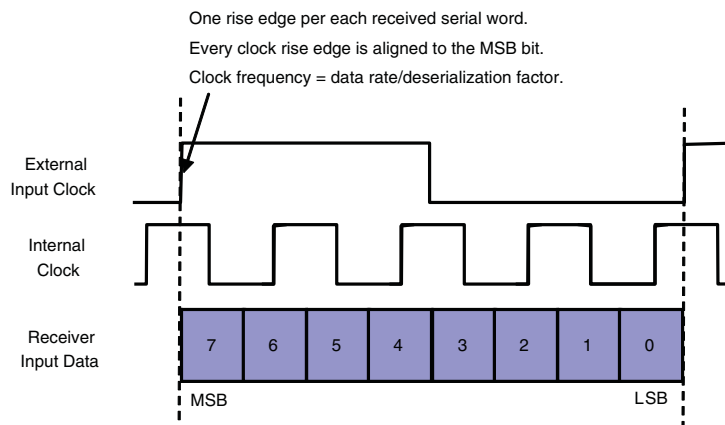 One rise edge per each received serial word.
Every clock rise edge is aligned to the MSB bit.
Clock frequency = data rate/deserialization factor.
External
Input Clock
Internal
Clock
Receiver
Input Data
7 6 5 4 3 2 1 0
MSB LSB